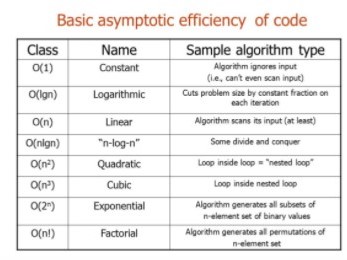 Basic asymptotic efficiency of code
Class Name Sample algorithm type
O(1) Constant Algorithm ignores input
(i.e., can't even scan input)
O(lgn) Logarithmic Cuts problem size by constant fraction on
each iteration
O(n) Linear Algorithm scans its input (at least)
O(nlgn) "n-log-n" Some divide and conquer
O(n²) Quadratic Loop inside loop = "nested loop"
O(n³) Cubic Loop inside nested loop
O(2ⁿ) Exponential Algorithm generates all subsets of
n-element set of binary values
O(n!) Factorial Algorithm generates all permutations of
n-element set